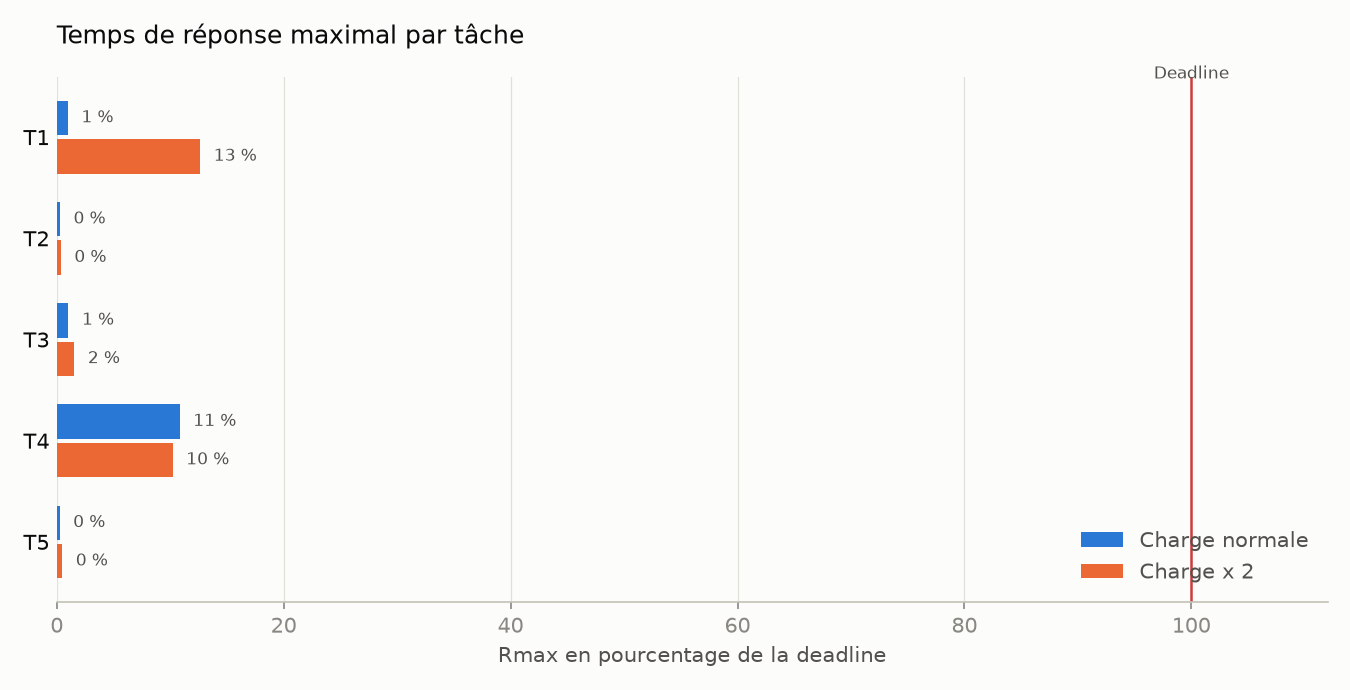 Temps de réponse maximal par tâche
Deadline
T1
1 %
13 %
T2
0 %
0 %
T3
1 %
2 %
T4
11 %
10 %
T5
0 %
0 %
Charge normale
Charge x 2
0 20 40 60 80 100
Rmax en pourcentage de la deadline